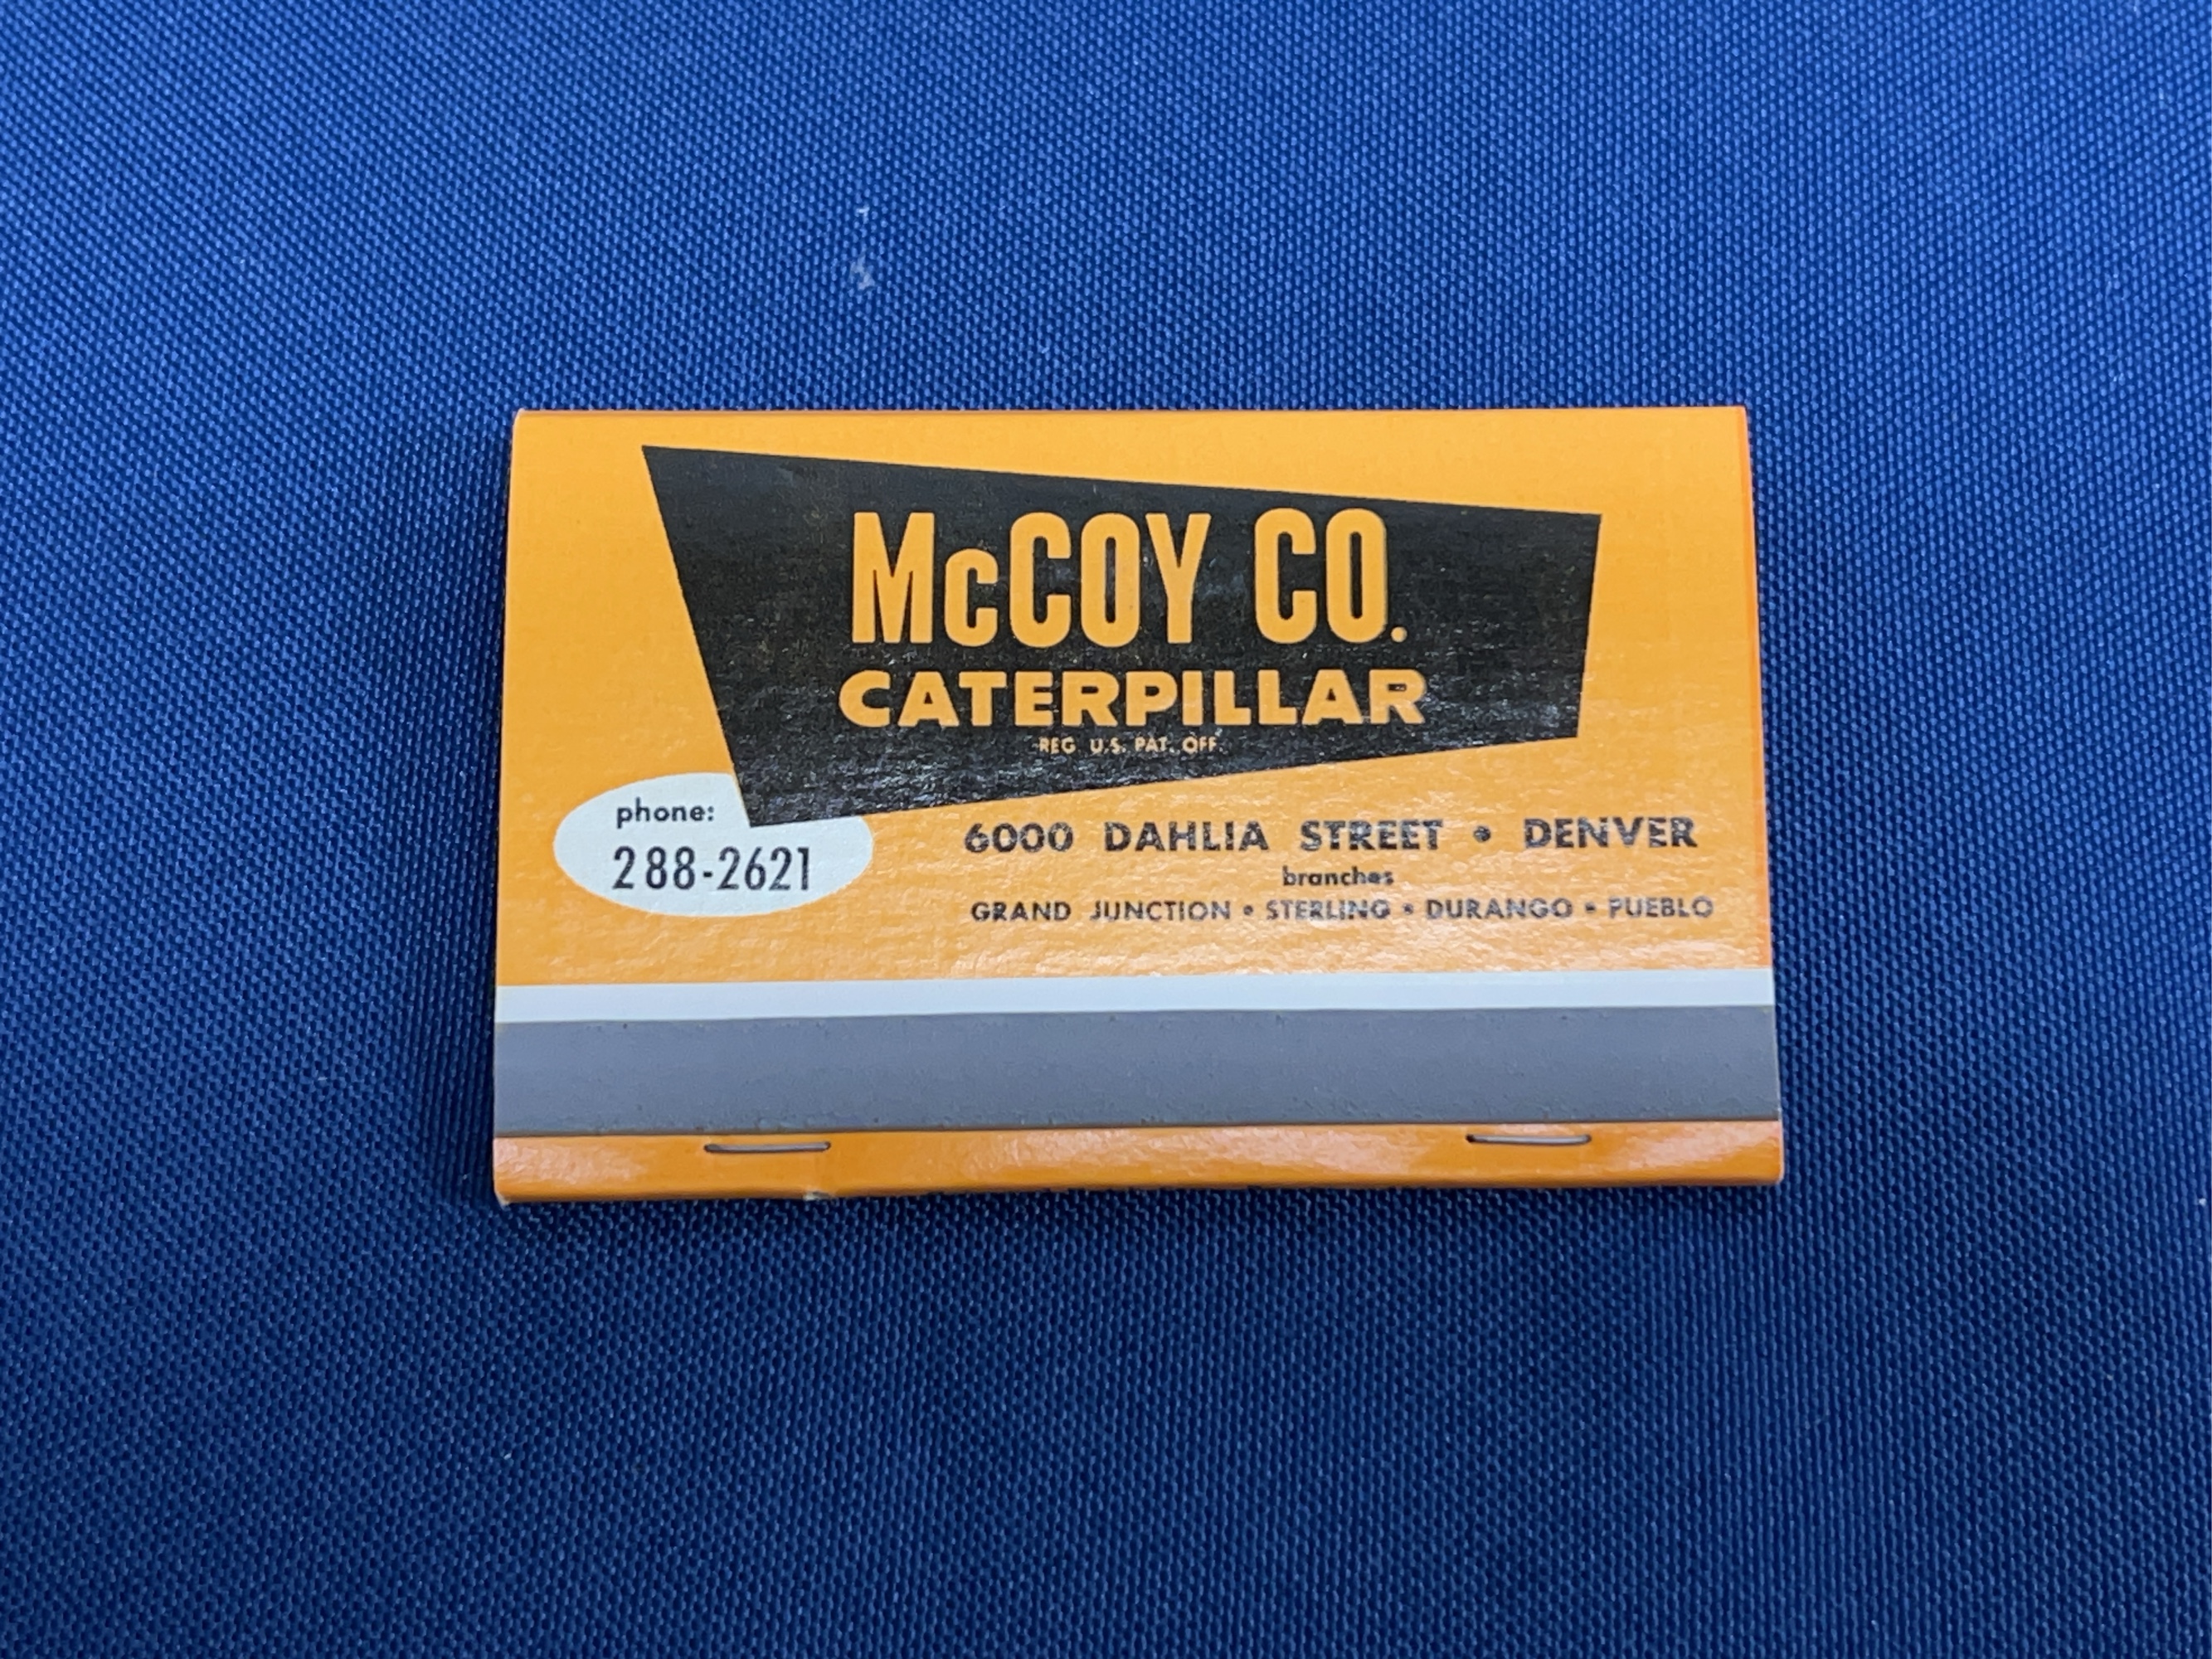 McCOY CO.
CATERPILLAR
REG. U.S. PAT. OFF.
phone:
288-2621
6000 DAHLIA STREET • DENVER
branches
GRAND JUNCTION • STERLING • DURANGO • PUEBLO